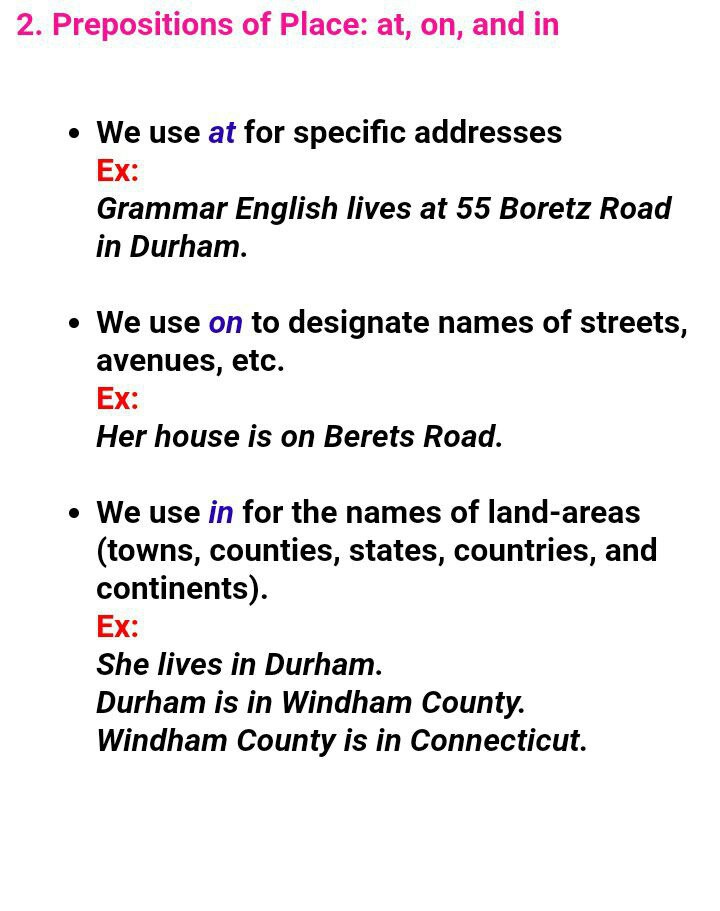 2. Prepositions of Place: at, on, and in
• We use at for specific addresses
Ex:
Grammar English lives at 55 Boretz Road
in Durham.
• We use on to designate names of streets,
avenues, etc.
Ex:
Her house is on Berets Road.
• We use in for the names of land-areas
(towns, counties, states, countries, and
continents).
Ex:
She lives in Durham.
Durham is in Windham County.
Windham County is in Connecticut.